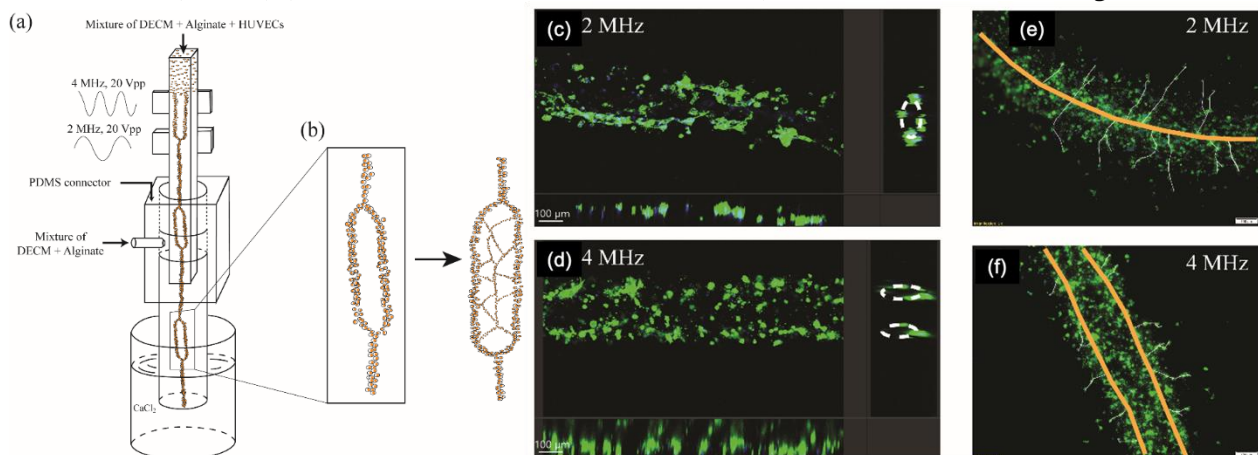 (a)
Mixture of DECM + Alginate + HUVECs
4 MHz, 20 Vpp
2 MHz, 20 Vpp
PDMS connector
Mixture of
DECM + Alginate
CaCl2
(b)
(c) 2 MHz
100 µm
(d) 4 MHz
100 µm
(e) 2 MHz
(f) 4 MHz